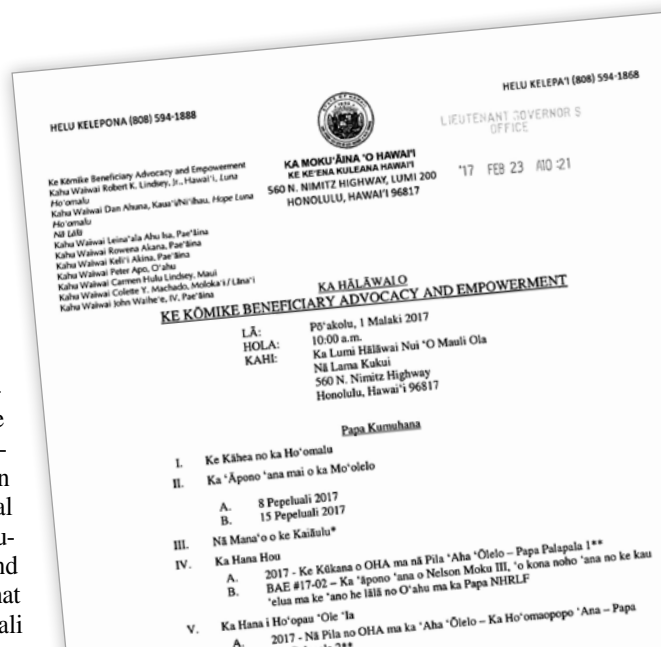 HELU KELEPONA (808) 594-1888
HELU KELEPA'I (808) 594-1868
LIEUTENANT GOVERNOR S
OFFICE
'17 FEB 23 A10:21
KA MOKU'ĀINA 'O HAWAI'I
KE KE'ENA KULEANA HAWAI'I
560 N. NIMITZ HIGHWAY, LUMI 200
HONOLULU, HAWAI'I 96817
Ke Kōmike Beneficiary Advocacy and Empowerment
Kahu Waiwai Robert K. Lindsey, Jr., Hawai'i, Luna
Ho'omalu
Kahu Waiwai Dan Ahuna, Kaua'i/Ni'ihau, Hope Luna
Ho'omalu
Nā Lālā
Kahu Waiwai Leina'ala Ahu Isa, Pae'āina
Kahu Waiwai Rowena Akana, Pae'āina
Kahu Waiwai Keli'i Akina, Pae'āina
Kahu Waiwai Peter Apo, O'ahu
Kahu Waiwai Carmen Hulu Lindsey, Maui
Kahu Waiwai Colette Y. Machado, Moloka'i / Lāna'i
Kahu Waiwai John Waihe'e, IV, Pae'āina
KA HĀLĀWAI O
KE KŌMIKE BENEFICIARY ADVOCACY AND EMPOWERMENT
LĀ: Pō'akolu, 1 Malaki 2017
HOLA: 10:00 a.m.
KAHI: Ka Lumi Hālāwai Nui 'O Mauli Ola
Nā Lama Kukui
560 N. Nimitz Highway
Honolulu, Hawai'i 96817
Papa Kumuhana
I. Ke Kāhea no ka Ho'omalu
II. Ka 'Āpono 'ana mai o ka Mo'olelo
A. 8 Pepeluali 2017
B. 15 Pepeluali 2017
III. Nā Mana'o o ke Kaiāulu*
IV. Ka Hana Hou
A. 2017 - Ke Kūkana o OHA ma nā Pila 'Aha 'Ōlelo – Papa Palapala 1**
B. BAE #17-02 – Ka 'āpono 'ana o Nelson Moku III, 'o kona noho 'ana no ke kau
'elua ma ke 'ano he lālā no O'ahu ma ka Papa NHRLF
V. Ka Hana i Ho'opau 'Ole 'Ia
A. 2017 - Nā Pila no OHA ma ka 'Aha 'Ōlelo – Ka Ho'omaopopo 'Ana – Papa